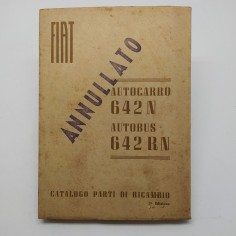 FIAT
ANNULLATO
AUTOCARRO
642 N
AUTOBUS
642 RN
CATALOGO PARTI DI RICAMBIO